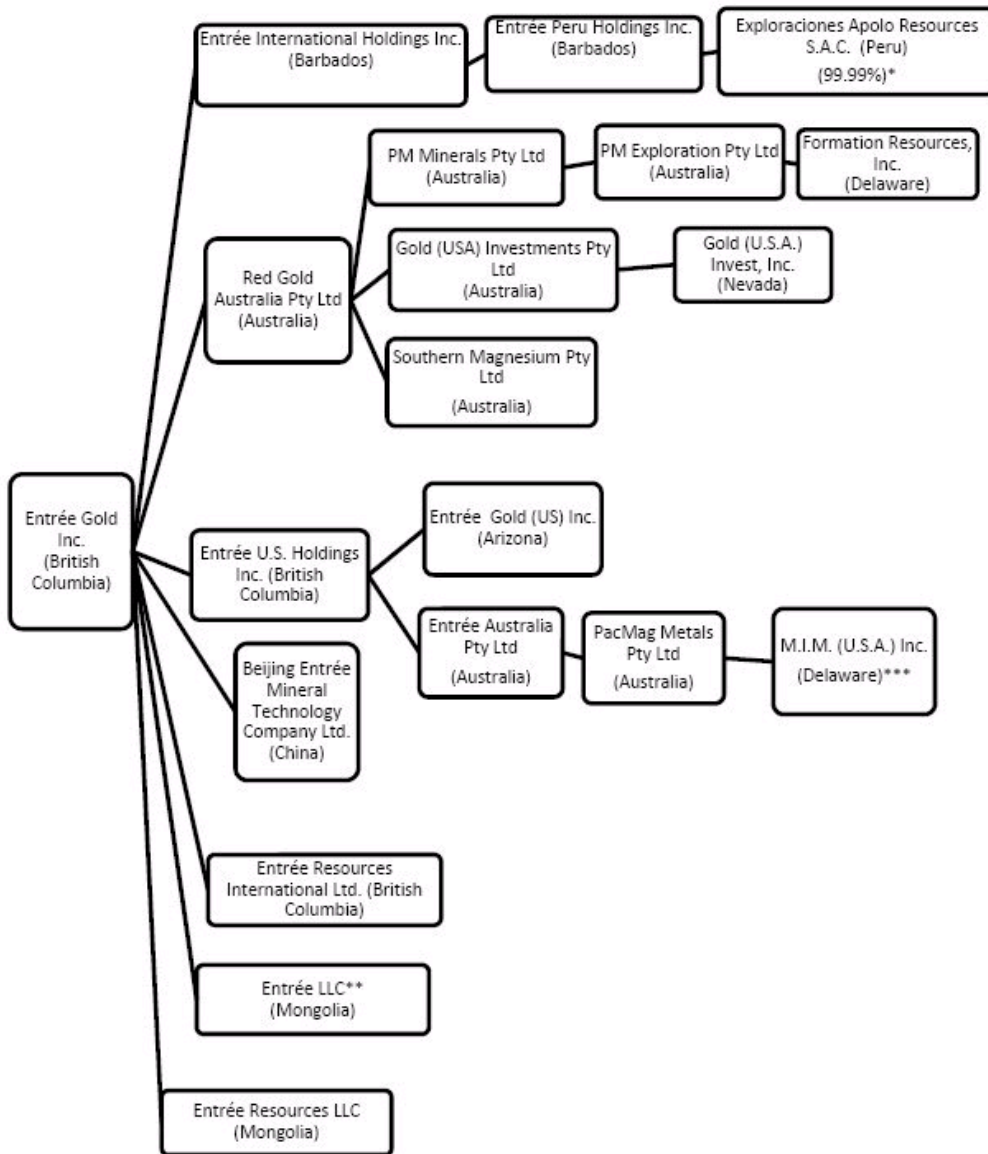 Entrée International Holdings Inc.
(Barbados)
Entrée Peru Holdings Inc.
(Barbados)
Exploraciones Apolo Resources
S.A.C. (Peru)
(99.99%)*
PM Minerals Pty Ltd
(Australia)
PM Exploration Pty Ltd
(Australia)
Formation Resources,
Inc.
(Delaware)
Red Gold
Australia Pty Ltd
(Australia)
Gold (USA) Investments Pty
Ltd
(Australia)
Gold (U.S.A.)
Invest, Inc.
(Nevada)
Southern Magnesium Pty
Ltd
(Australia)
Entrée Gold
Inc.
(British
Columbia)
Entrée U.S. Holdings
Inc. (British
Columbia)
Entrée Gold (US) Inc.
(Arizona)
Entrée Australia
Pty Ltd
(Australia)
PacMag Metals
Pty Ltd
(Australia)
M.I.M. (U.S.A.) Inc.
(Delaware)***
Beijing Entrée
Mineral
Technology
Company Ltd.
(China)
Entrée Resources
International Ltd. (British
Columbia)
Entrée LLC**
(Mongolia)
Entrée Resources LLC
(Mongolia)